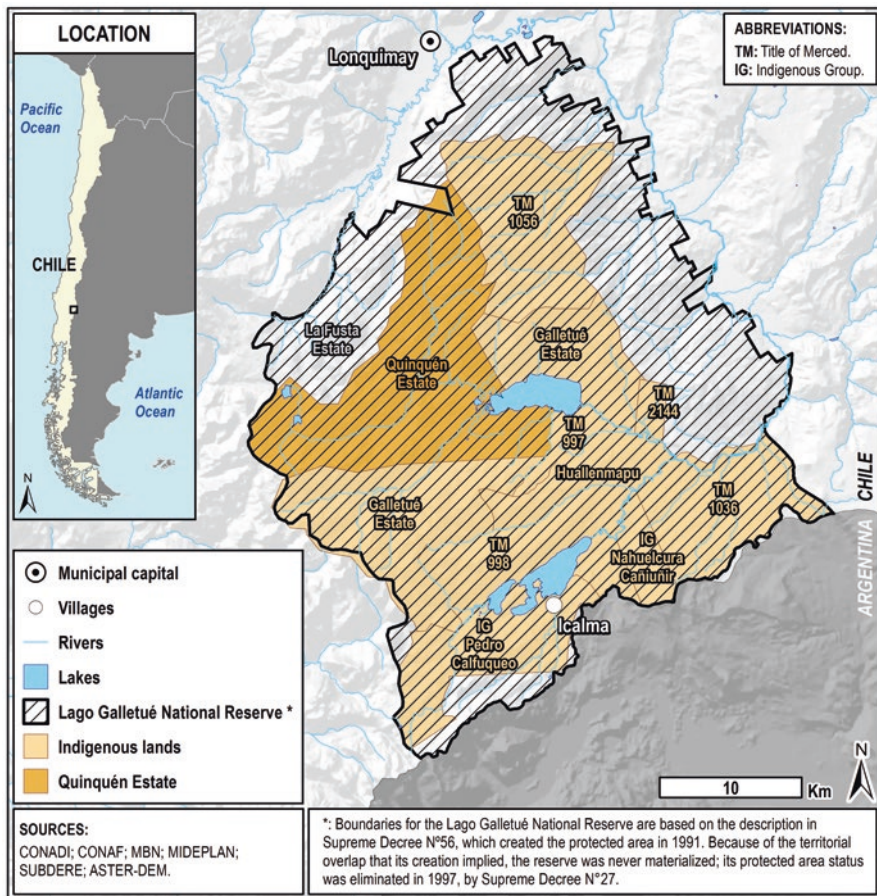 LOCATION
Pacific
Ocean
CHILE
Atlantic
Ocean
N
Lonquimay
ABBREVIATIONS:
TM: Title of Merced.
IG: Indigenous Group.
TM
1056
La Fusta
Estate
Quinquén
Estate
Galletué
Estate
TM
2144
TM
997
Huallenmapu
Galletué
Estate
TM
998
TM
1036
IG
Nahuelcura
Cañiuñir
IG
Pedro
Calfuqueo
Icalma
CHILE
ARGENTINA
Municipal capital
Villages
Rivers
Lakes
Lago Galletué National Reserve *
Indigenous lands
Quinquén Estate
N
10 Km
SOURCES:
CONADI; CONAF; MBN; MIDEPLAN;
SUBDERE; ASTER-DEM.
*: Boundaries for the Lago Galletué National Reserve are based on the description in
Supreme Decree Nº56, which created the protected area in 1991. Because of the territorial
overlap that its creation implied, the reserve was never materialized; its protected area status
was eliminated in 1997, by Supreme Decree N°27.